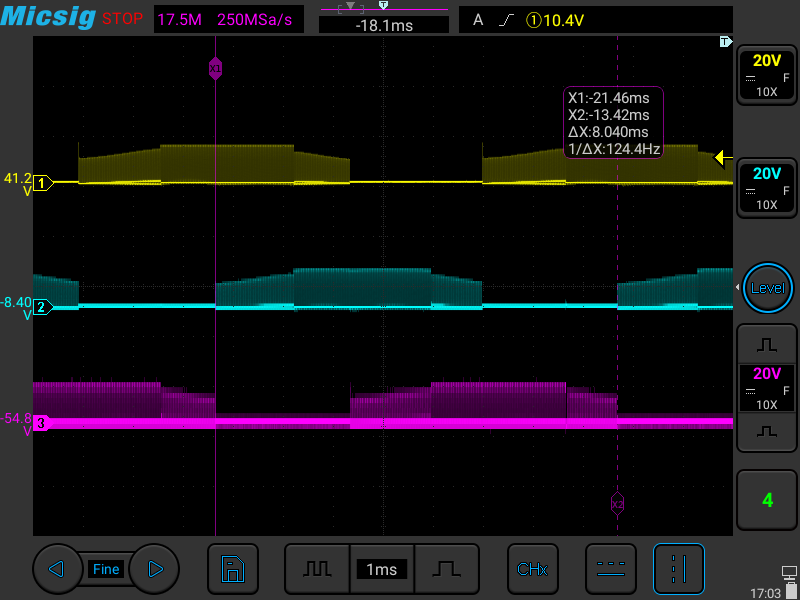 Micsig STOP 17.5M 250MSa/s -18.1ms A ①10.4V
T
T
X1
20V
F
10X
X1:-21.46ms
X2:-13.42ms
ΔX:8.040ms
1/ΔX:124.4Hz
41.2
V
1
20V
F
10X
-8.40
V
2
Level
20V
F
10X
-54.8
V
3
X2
4
Fine
1ms
CHx
17:03